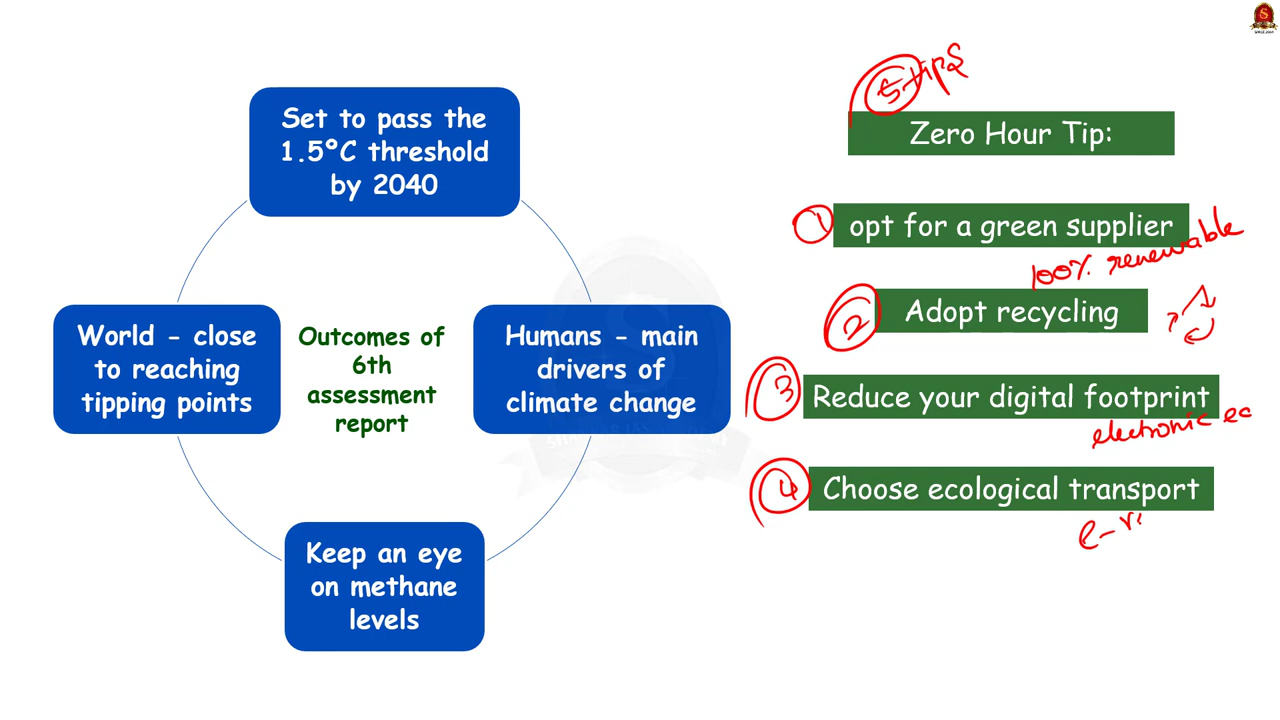 Set to pass the
1.5°C threshold
by 2040
World - close
to reaching
tipping points
Outcomes of
6th
assessment
report
Humans - main
drivers of
climate change
Keep an eye
on methane
levels
5 tips
Zero Hour Tip:
1 opt for a green supplier
100% renewable
2 Adopt recycling
3 Reduce your digital footprint
electronic
4 Choose ecological transport